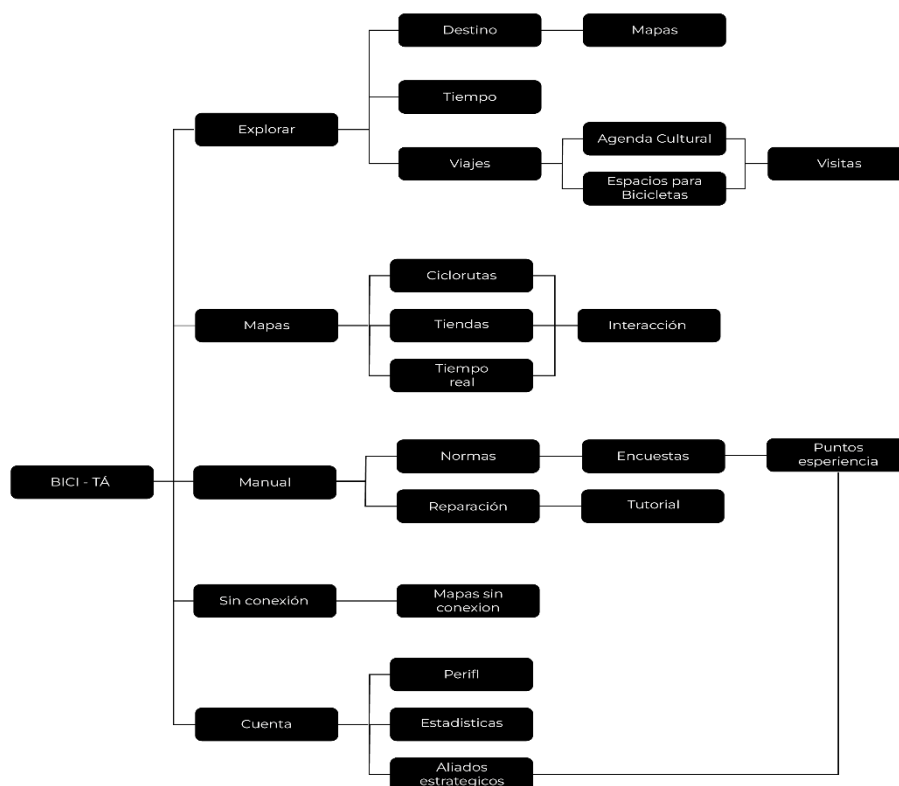 Destino
Mapas
Tiempo
Explorar
Agenda Cultural
Viajes
Visitas
Espacios para
Bicicletas
Ciclorutas
Mapas
Tiendas
Interacción
Tiempo
real
Normas
Encuestas
Puntos
esperiencia
BICI - TÁ
Manual
Reparación
Tutorial
Sin conexión
Mapas sin
conexion
Perifl
Cuenta
Estadisticas
Aliados
estrategicos